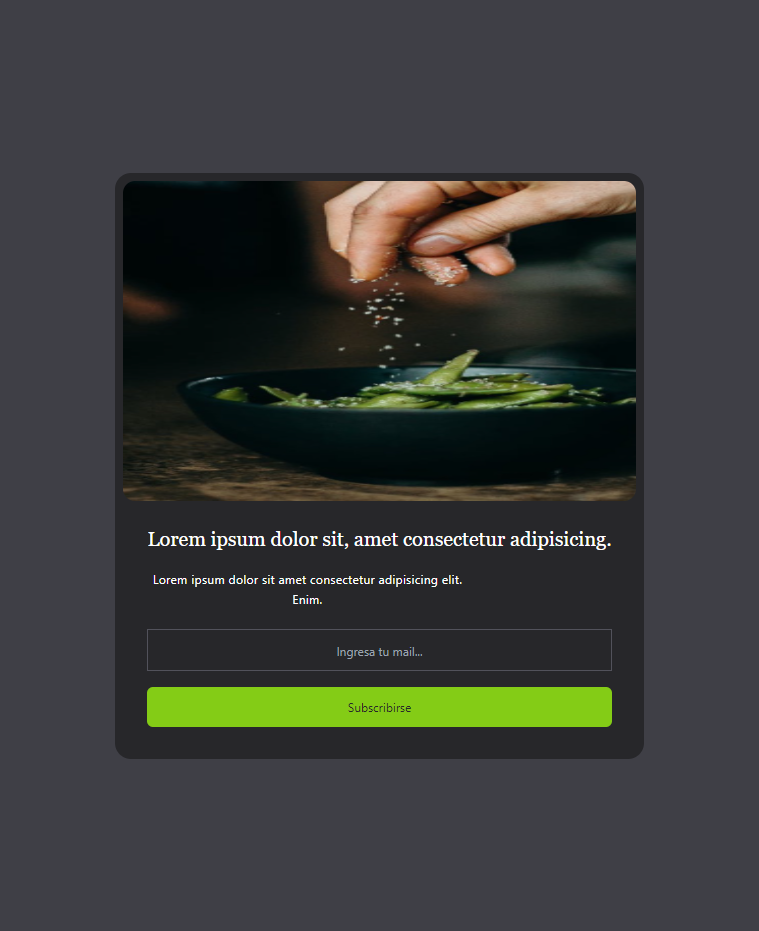 Lorem ipsum dolor sit, amet consectetur adipisicing.
Lorem ipsum dolor sit amet consectetur adipisicing elit.
Enim.
Ingresa tu mail...
Subscribirse